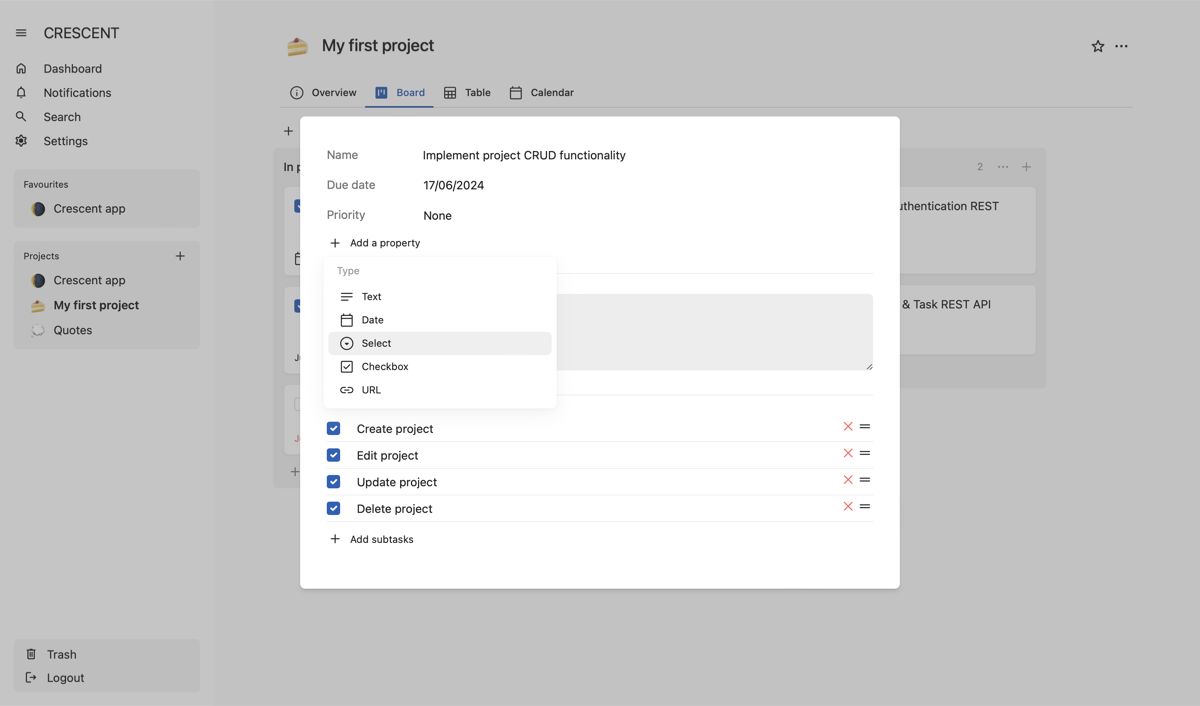 CRESCENT
Dashboard
Notifications
Search
Settings
Favourites
Crescent app
Projects
Crescent app
My first project
Quotes
Trash
Logout
My first project
Overview
Board
Table
Calendar
In p
2
uthentication REST
& Task REST API
Name
Implement project CRUD functionality
Due date
17/06/2024
Priority
None
Add a property
Type
Text
Date
Select
Checkbox
URL
Create project
Edit project
Update project
Delete project
Add subtasks